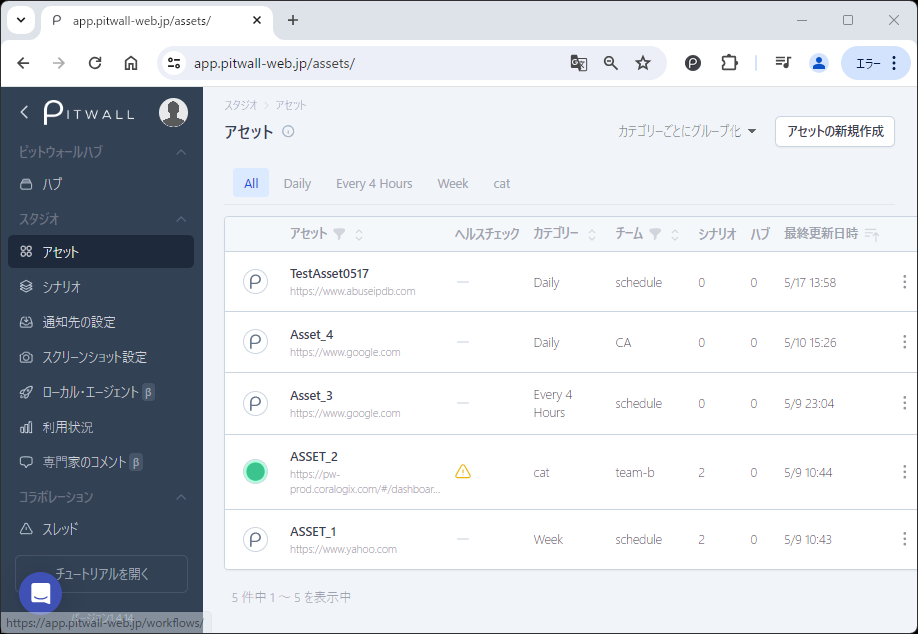 app.pitwall-web.jp/assets/
app.pitwall-web.jp/assets/
エラー
PITWALL
ピットウォールハブ
ハブ
スタジオ
アセット
シナリオ
通知先の設定
スクリーンショット設定
ローカル・エージェント β
利用状況
専門家のコメント β
コラボレーション
スレッド
チュートリアルを開く
https://app.pitwall-web.jp/workflows/
スタジオ > アセット
アセット
カテゴリーごとにグループ化
アセットの新規作成
All Daily Every 4 Hours Week cat
アセット ヘルスチェック カテゴリー チーム シナリオ ハブ 最終更新日時
TestAsset0517
https://www.abuseipdb.com
— Daily schedule 0 0 5/17 13:58
Asset_4
https://www.google.com
— Daily CA 0 0 5/10 15:26
Asset_3
https://www.google.com
— Every 4
Hours
schedule 0 0 5/9 23:04
ASSET_2
https://pw-
prod.coralogix.com/#/dashboar...
cat team-b 2 0 5/9 10:44
ASSET_1
https://www.yahoo.com
— Week schedule 2 0 5/9 10:43
5 件中 1 ～ 5 を表示中